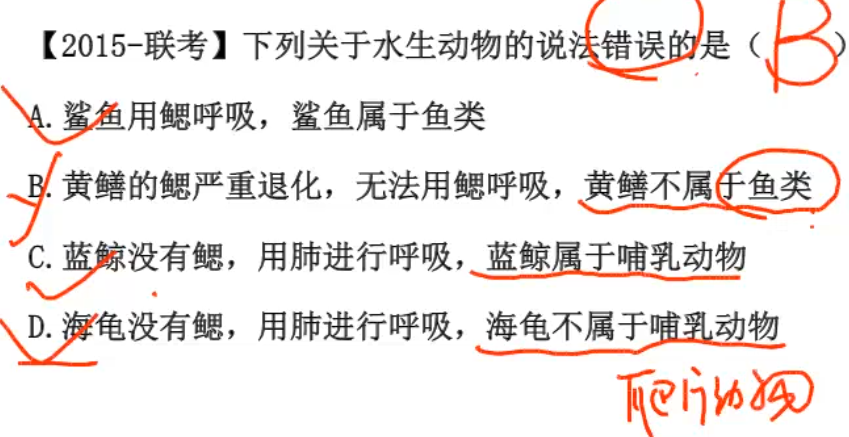 【2015-联考】下列关于水生动物的说法错误的是（ B ）
A.鲨鱼用鳃呼吸，鲨鱼属于鱼类
B.黄鳝的鳃严重退化，无法用鳃呼吸，黄鳝不属于鱼类
C.蓝鲸没有鳃，用肺进行呼吸，蓝鲸属于哺乳动物
D.海龟没有鳃，用肺进行呼吸，海龟不属于哺乳动物
爬行动物